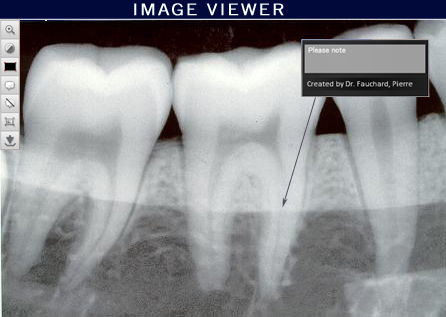 IMAGE VIEWER
Please note
Created by Dr. Fauchard, Pierre